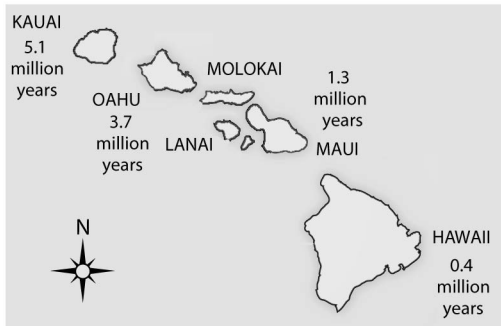 KAUAI
5.1
million
years
OAHU
3.7
million
years
MOLOKAI
LANAI
1.3
million
years
MAUI
HAWAII
0.4
million
years
N